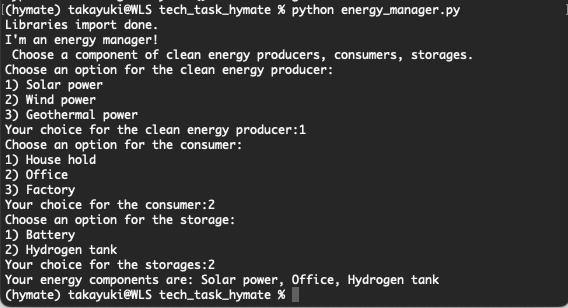 (hymate) takayuki@WLS tech_task_hymate % python energy_manager.py
Libraries import done.
I'm an energy manager!
 Choose a component of clean energy producers, consumers, storages.
Choose an option for the clean energy producer:
1) Solar power
2) Wind power
3) Geothermal power
Your choice for the clean energy producer:1
Choose an option for the consumer:
1) House hold
2) Office
3) Factory
Your choice for the consumer:2
Choose an option for the storage:
1) Battery
2) Hydrogen tank
Your choice for the storages:2
Your energy components are: Solar power, Office, Hydrogen tank
(hymate) takayuki@WLS tech_task_hymate %